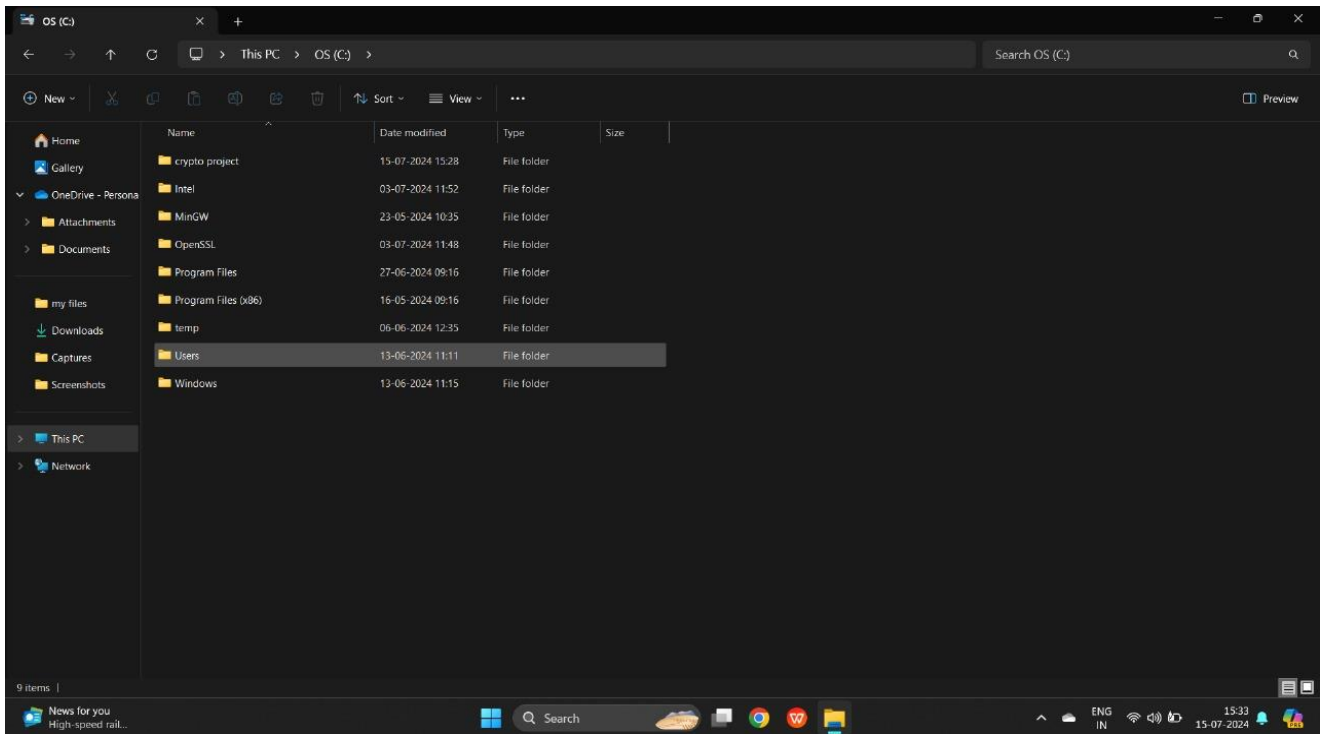 OS (C:)
This PC > OS (C:) >
Search OS (C:)
New
Sort
View
Preview
Home
Gallery
OneDrive - Persona
Attachments
Documents
my files
Downloads
Captures
Screenshots
This PC
Network
Name Date modified Type Size
crypto project 15-07-2024 15:28 File folder
Intel 03-07-2024 11:52 File folder
MinGW 23-05-2024 10:35 File folder
OpenSSL 03-07-2024 11:48 File folder
Program Files 27-06-2024 09:16 File folder
Program Files (x86) 16-05-2024 09:16 File folder
temp 06-06-2024 12:35 File folder
Users 13-06-2024 11:11 File folder
Windows 13-06-2024 11:15 File folder
9 items
News for you
High-speed rail...
Search
W
ENG
IN
15:33
15-07-2024
PRE